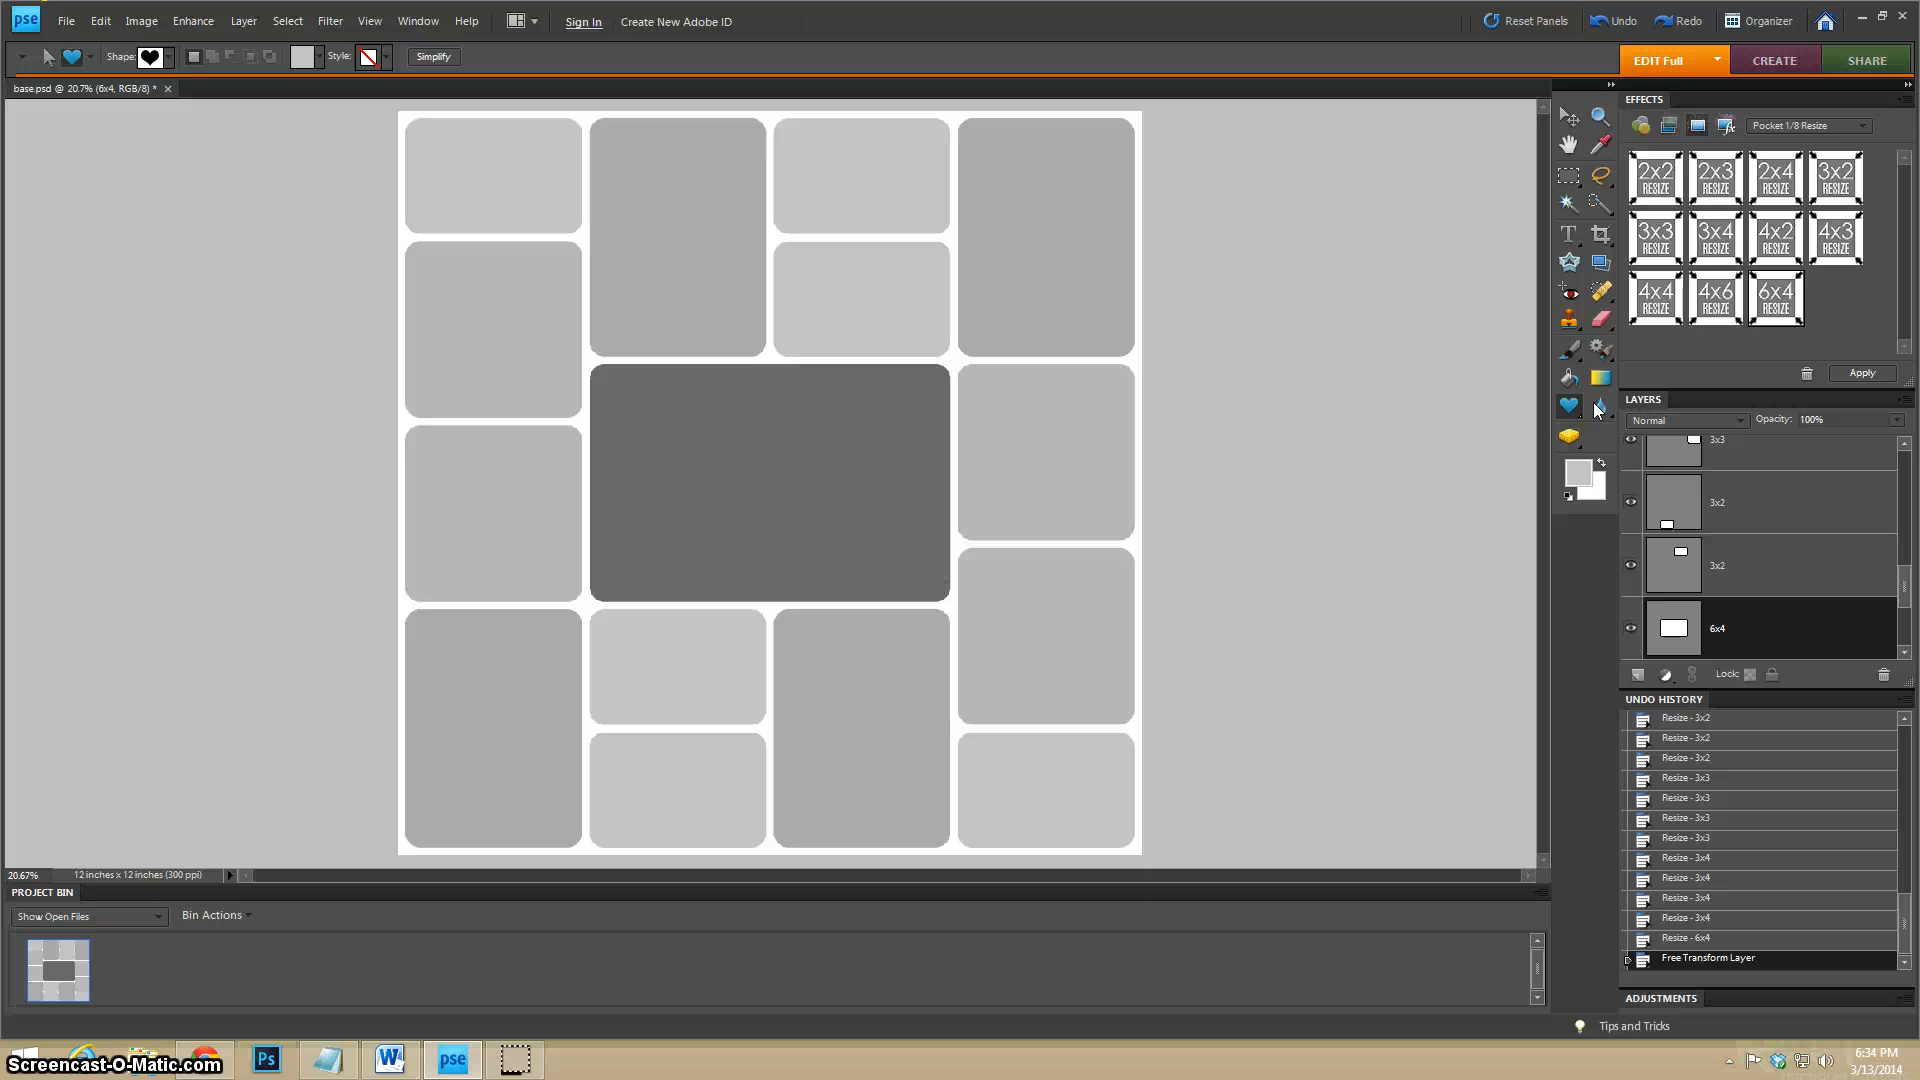 pse File Edit Image Enhance Layer Select Filter View Window Help Sign In Create New Adobe ID Reset Panels Undo Redo Organizer
Shape: Style: Simplify EDIT Full CREATE SHARE
base.psd @ 20.7% (6x4, RGB/8) * ×
EFFECTS
Pocket 1/8 Resize
2x2 RESIZE 2x3 RESIZE 2x4 RESIZE 3x2 RESIZE
3x3 RESIZE 3x4 RESIZE 4x2 RESIZE 4x3 RESIZE
4x4 RESIZE 4x6 RESIZE 6x4 RESIZE
Apply
LAYERS
Normal Opacity: 100%
3x3
3x2
3x2
6x4
Lock:
UNDO HISTORY
Resize - 3x2
Resize - 3x2
Resize - 3x2
Resize - 3x3
Resize - 3x3
Resize - 3x3
Resize - 3x3
Resize - 3x4
Resize - 3x4
Resize - 3x4
Resize - 3x4
Resize - 6x4
Free Transform Layer
ADJUSTMENTS
Tips and Tricks
20.67% 12 inches x 12 inches (300 ppi)
PROJECT BIN
Show Open Files Bin Actions
Screencast-O-Matic.com
Ps W pse
6:34 PM
3/13/2014